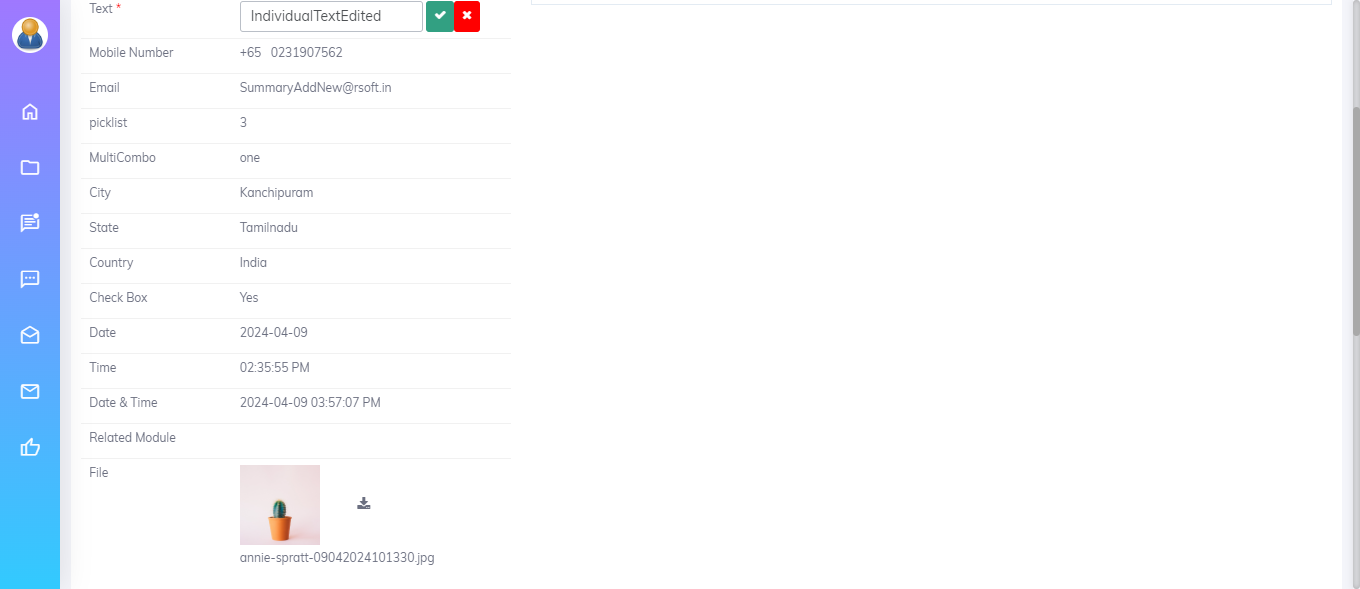 Text * IndividualTextEdited
Mobile Number +65 0231907562
Email SummaryAddNew@rsoft.in
picklist 3
MultiCombo one
City Kanchipuram
State Tamilnadu
Country India
Check Box Yes
Date 2024-04-09
Time 02:35:55 PM
Date & Time 2024-04-09 03:57:07 PM
Related Module
File
annie-spratt-09042024101330.jpg